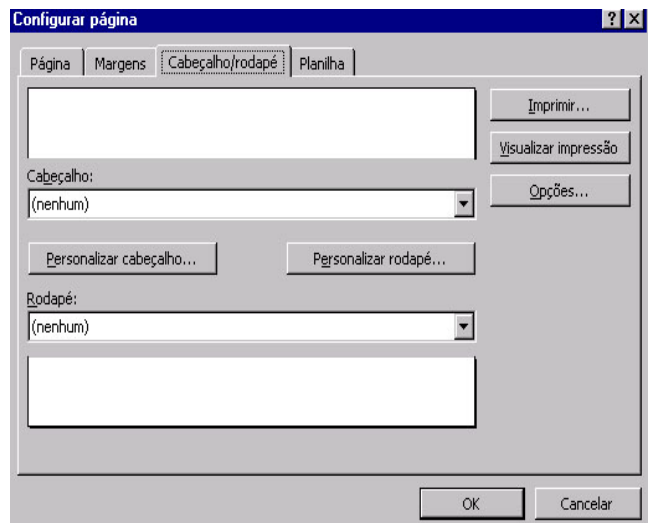 Configurar página
Página Margens Cabeçalho/rodapé Planilha
Imprimir...
Visualizar impressão
Cabeçalho:
Opções...
(nenhum)
Personalizar cabeçalho... Personalizar rodapé...
Rodapé:
(nenhum)
OK Cancelar